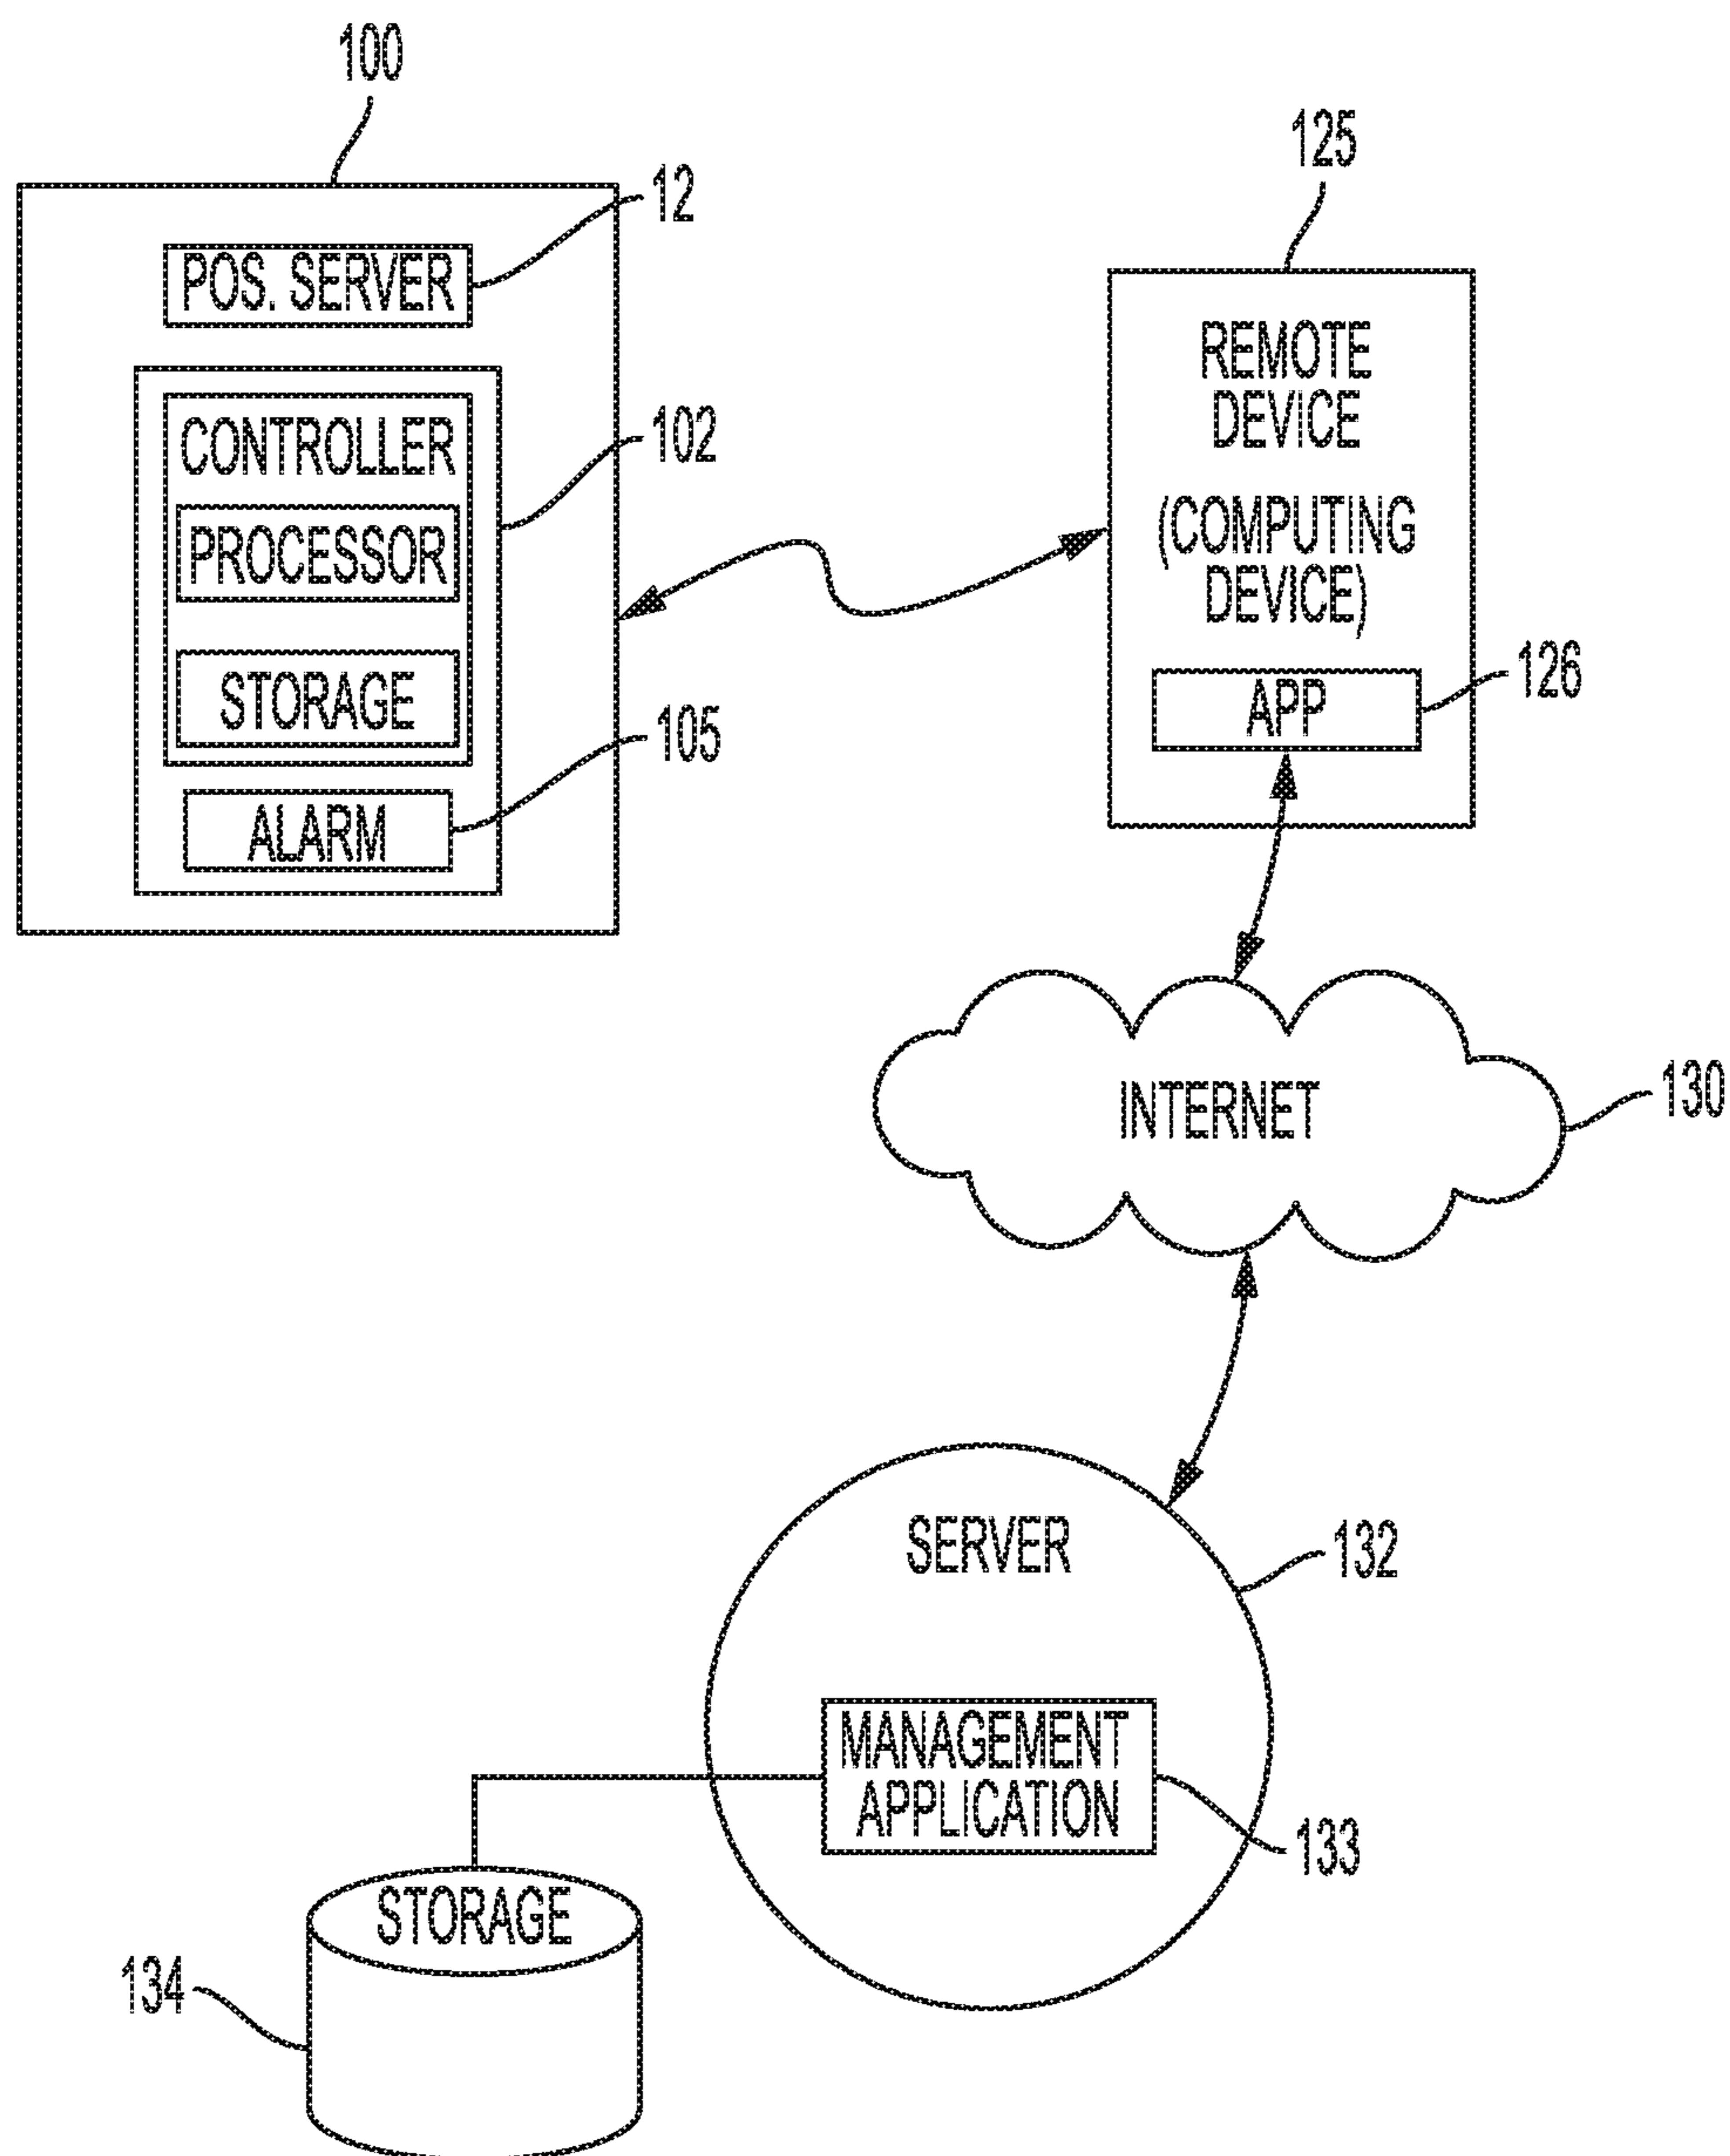 100
125
12
POS. SERVER
REMOTE
DEVICE
(COMPUTING
DEVICE)
CONTROLLER
102
PROCESSOR
STORAGE
105
ALARM
APP
126
INTERNET
130
SERVER
132
MANAGEMENT
APPLICATION
133
STORAGE
134